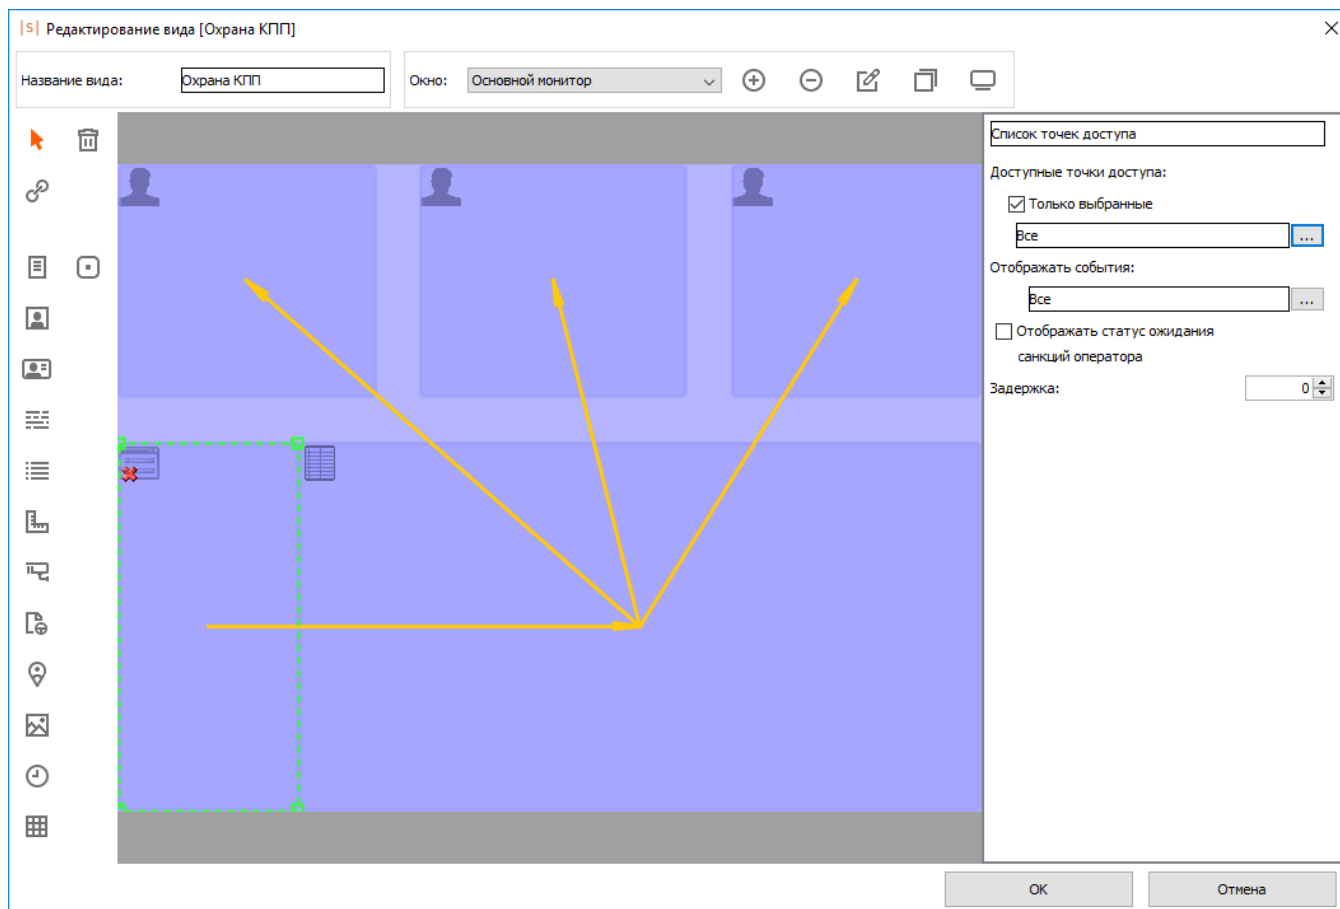 |S| Редактирование вида [Охрана КПП]
Название вида: Охрана КПП Окно: Основной монитор
Список точек доступа
Доступные точки доступа:
Только выбранные
Все ...
Отображать события:
Все ...
Отображать статус ожидания
санкций оператора
Задержка: 0
ОК Отмена